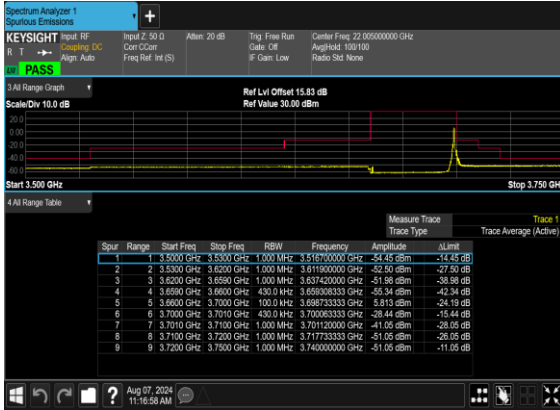 Spectrum Analyzer 1
Spurious Emissions
+
KEYSIGHT Input: RF Input Z: 50 Ω Atten: 20 dB Trig: Free Run Center Freq: 22.005000000 GHz
R T Coupling: DC Corr CCorr Gate: Off Avg|Hold: 100/100
Align: Auto Freq Ref: Int (S) IF Gain: Low Radio Std: None
PASS
3 All Range Graph Ref Lvl Offset 15.83 dB
Scale/Div 10.0 dB Ref Value 30.00 dBm
20.0
0.00
-20.0
-40.0
-60.0
Start 3.500 GHz Stop 3.750 GH
4 All Range Table
Measure Trace Trace 1
Trace Type Trace Average (Active)
Spur Range Start Freq Stop Freq RBW Frequency Amplitude ΔLimit
1 1 3.5000 GHz 3.5300 GHz 1.000 MHz 3.516700000 GHz -54.45 dBm -14.45 dB
2 2 3.5300 GHz 3.6200 GHz 1.000 MHz 3.611900000 GHz -52.50 dBm -27.50 dB
3 3 3.6200 GHz 3.6590 GHz 1.000 MHz 3.637420000 GHz -51.98 dBm -38.98 dB
4 4 3.6590 GHz 3.6600 GHz 430.0 kHz 3.659308333 GHz -55.34 dBm -42.34 dB
5 5 3.6600 GHz 3.7000 GHz 100.0 kHz 3.698733333 GHz 5.813 dBm -24.19 dB
6 6 3.7000 GHz 3.7010 GHz 430.0 kHz 3.700063333 GHz -28.44 dBm -15.44 dB
7 7 3.7010 GHz 3.7100 GHz 1.000 MHz 3.701120000 GHz -41.05 dBm -28.05 dB
8 8 3.7100 GHz 3.7200 GHz 1.000 MHz 3.717733333 GHz -51.05 dBm -26.05 dB
9 9 3.7200 GHz 3.7500 GHz 1.000 MHz 3.740000000 GHz -51.05 dBm -11.05 dB
? Aug 07, 2024
11:16:58 AM